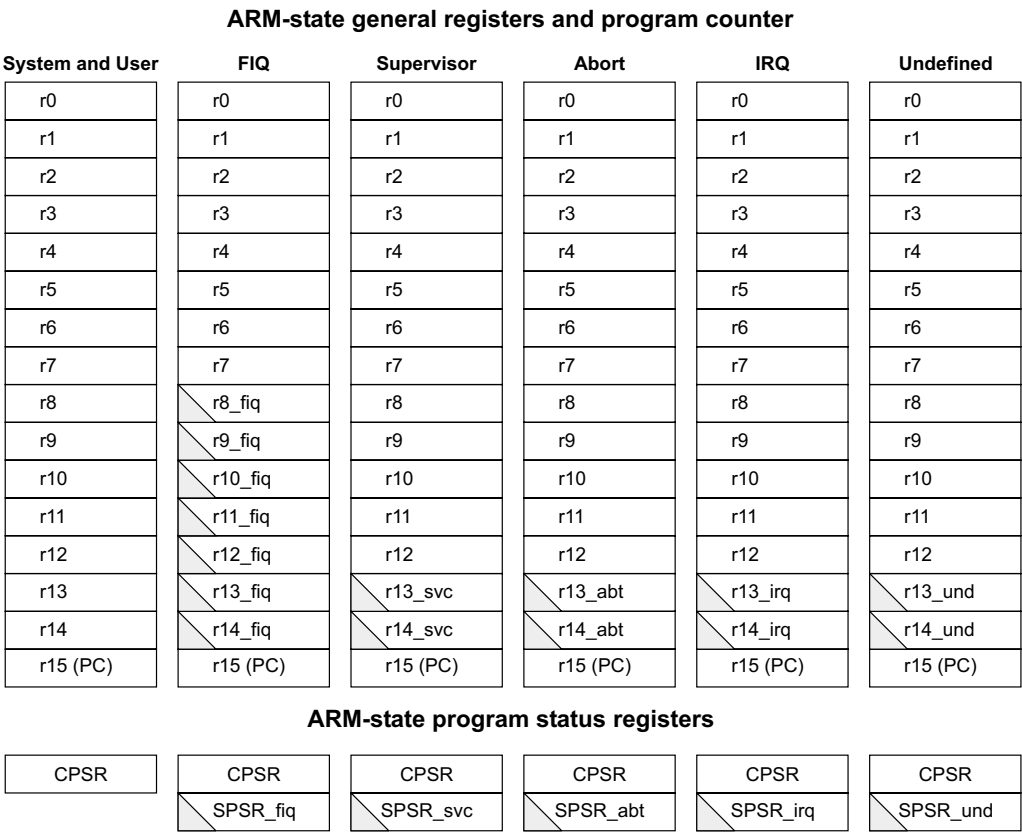 ARM-state general registers and program counter
System and User FIQ Supervisor Abort IRQ Undefined
r0 r0 r0 r0 r0 r0
r1 r1 r1 r1 r1 r1
r2 r2 r2 r2 r2 r2
r3 r3 r3 r3 r3 r3
r4 r4 r4 r4 r4 r4
r5 r5 r5 r5 r5 r5
r6 r6 r6 r6 r6 r6
r7 r7 r7 r7 r7 r7
r8 r8_fiq r8 r8 r8 r8
r9 r9_fiq r9 r9 r9 r9
r10 r10_fiq r10 r10 r10 r10
r11 r11_fiq r11 r11 r11 r11
r12 r12_fiq r12 r12 r12 r12
r13 r13_fiq r13_svc r13_abt r13_irq r13_und
r14 r14_fiq r14_svc r14_abt r14_irq r14_und
r15 (PC) r15 (PC) r15 (PC) r15 (PC) r15 (PC) r15 (PC)
ARM-state program status registers
CPSR CPSR CPSR CPSR CPSR CPSR
SPSR_fiq SPSR_svc SPSR_abt SPSR_irq SPSR_und